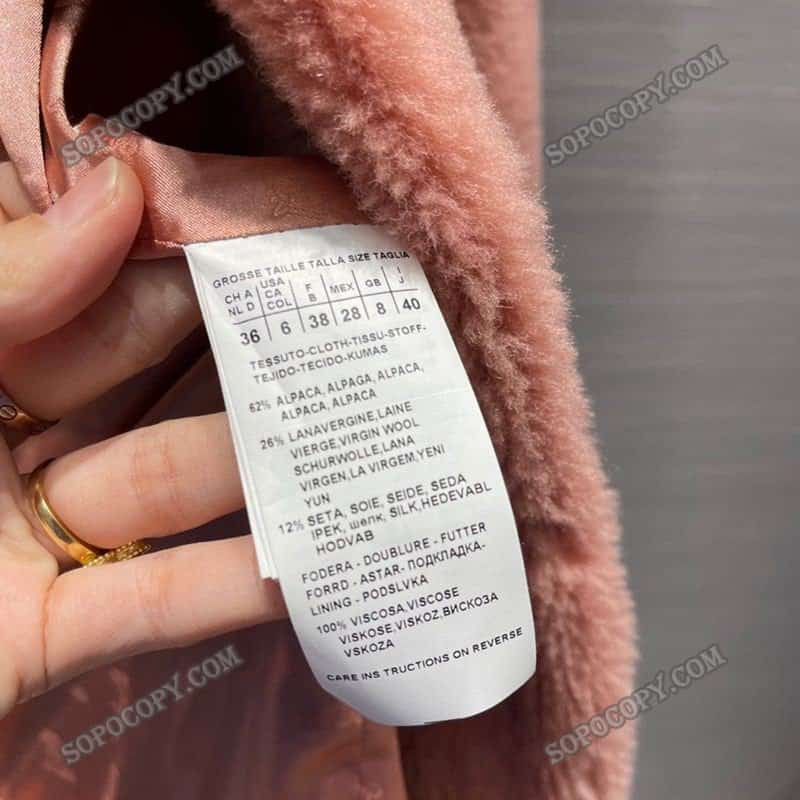 SOPOCOPY.COM
SOPOCOPY.COM
GROSSE TAILLE TALLA SIZE TAGLIA
CH A USA F MEX GB I
NL D CA COL B J
36 6 38 28 8 40
TESSUTO-CLOTH-TISSU-STOFF-
TEJIDO-TECIDO-KUMAS
62% ALPACA, ALPAGA, ALPACA,
ALPACA, ALPACA
26% LANAVERGINE, LAINE
VIERGE, VIRGIN WOOL
SCHURWOLLE, LANA
VIRGEN, LA VIRGEM, YENI
YUN
12% SETA, SOIE, SEIDE, SEDA
IPEK, шелк, SILK, HEDEVABL
HODVAB
FODERA - DOUBLURE - FUTTER
FORRD - ASTAR- ПОДКЛАДКА-
LINING - PODSLVKA
100% VISCOSA, VISCOSE
VISKOSE, VISKOZ, ВИСКОЗА
VSKOZA
CARE INS TRUCTIONS ON REVERSE
SOPOCOPY.COM
SOPOCOPY.COM